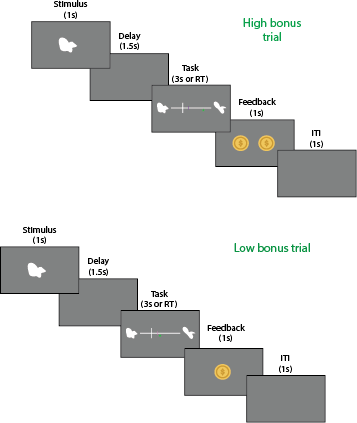 Stimulus
(1s)
High bonus
trial
Delay
(1.5s)
Task
(3s or RT)
Feedback
(1s)
ITI
(1s)
Stimulus
(1s)
Low bonus trial
Delay
(1.5s)
Task
(3s or RT)
Feedback
(1s)
ITI
(1s)